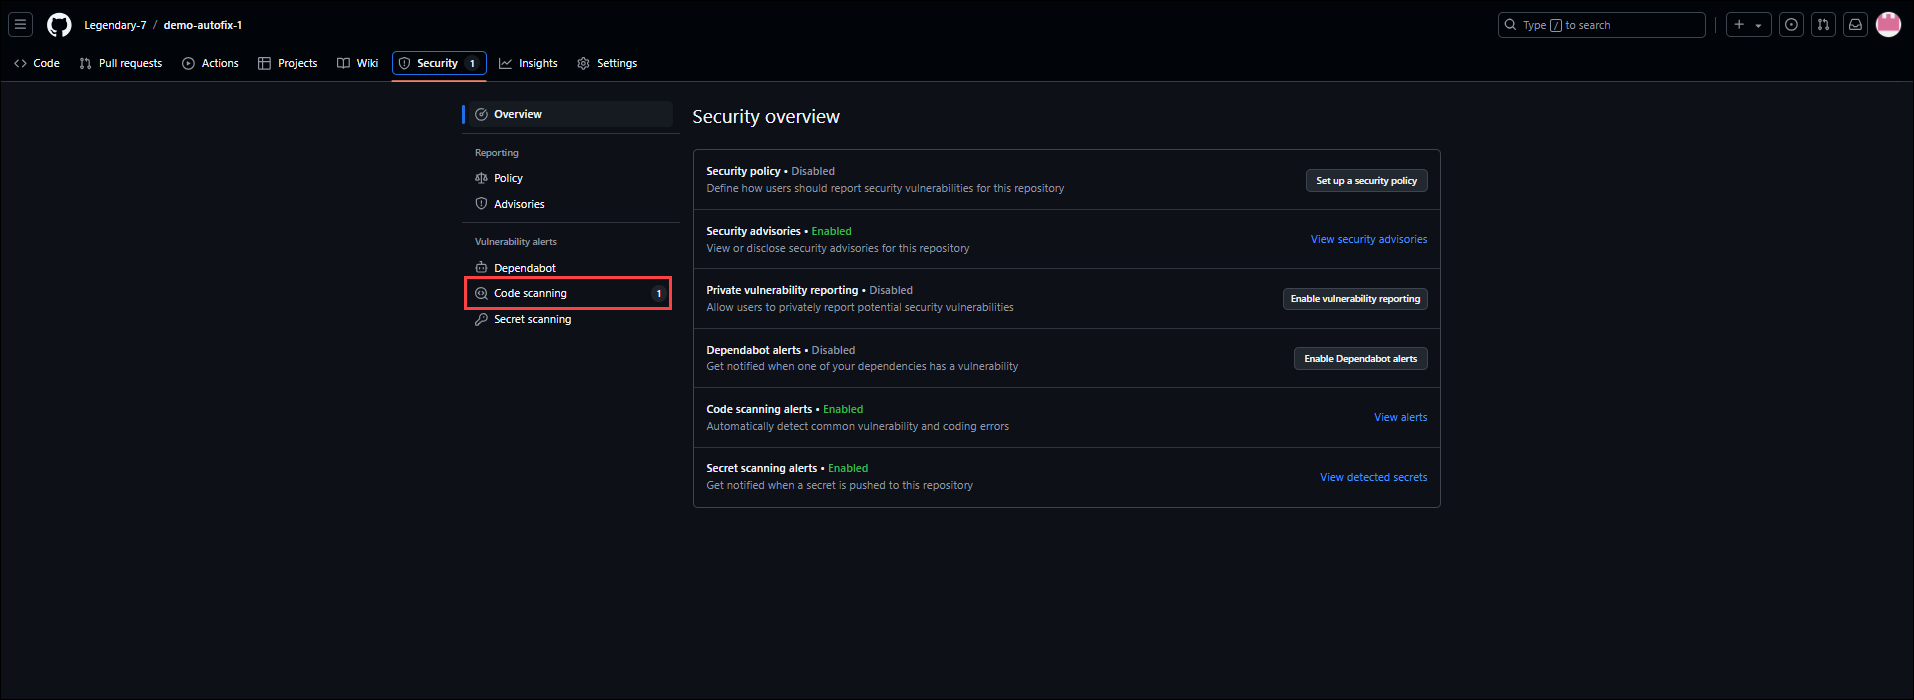 Legendary-7 / demo-autofix-1
Type / to search
Code
Pull requests
Actions
Projects
Wiki
Security 1
Insights
Settings
Overview
Reporting
Policy
Advisories
Vulnerability alerts
Dependabot
Code scanning 1
Secret scanning
Security overview
Security policy • Disabled
Define how users should report security vulnerabilities for this repository
Set up a security policy
Security advisories • Enabled
View or disclose security advisories for this repository
View security advisories
Private vulnerability reporting • Disabled
Allow users to privately report potential security vulnerabilities
Enable vulnerability reporting
Dependabot alerts • Disabled
Get notified when one of your dependencies has a vulnerability
Enable Dependabot alerts
Code scanning alerts • Enabled
Automatically detect common vulnerability and coding errors
View alerts
Secret scanning alerts • Enabled
Get notified when a secret is pushed to this repository
View detected secrets